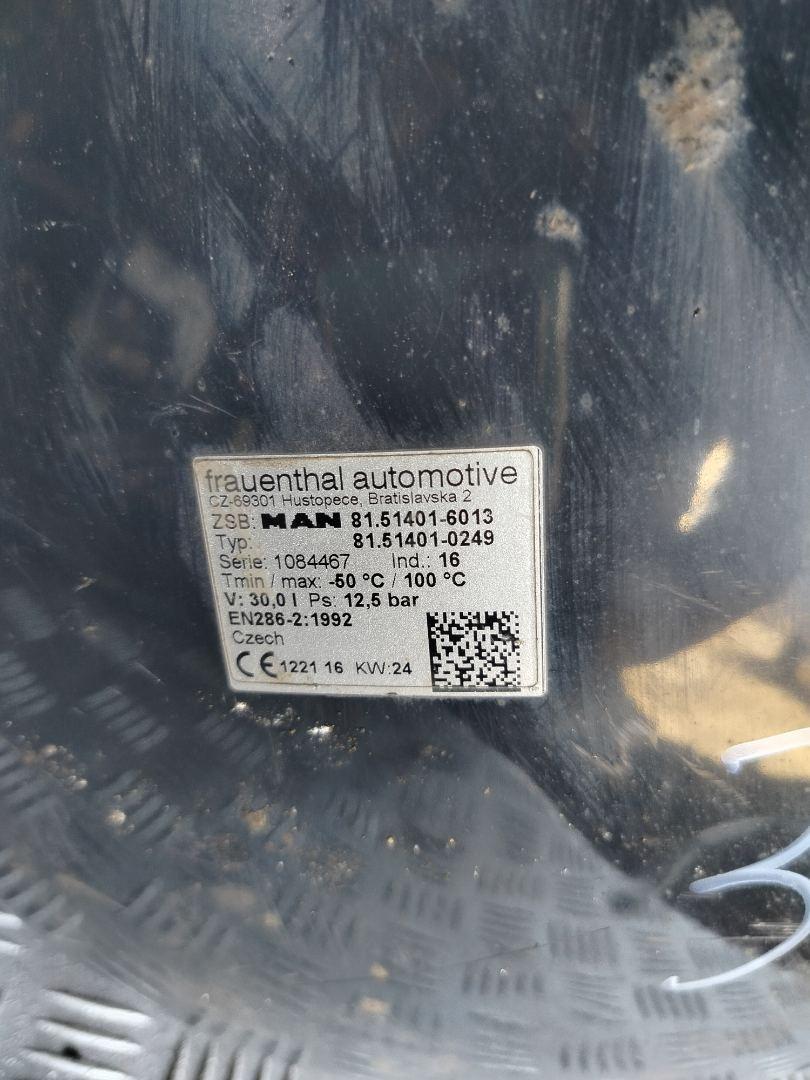 frauenthal automotive
CZ-69301 Hustopece, Bratislavska 2
ZSB: MAN 81.51401-6013
Typ: 81.51401-0249
Serie: 1084467 Ind.: 16
Tmin / max: -50 °C / 100 °C
V: 30,0 l Ps: 12,5 bar
EN286-2:1992
Czech
CE 1221 16 KW:24